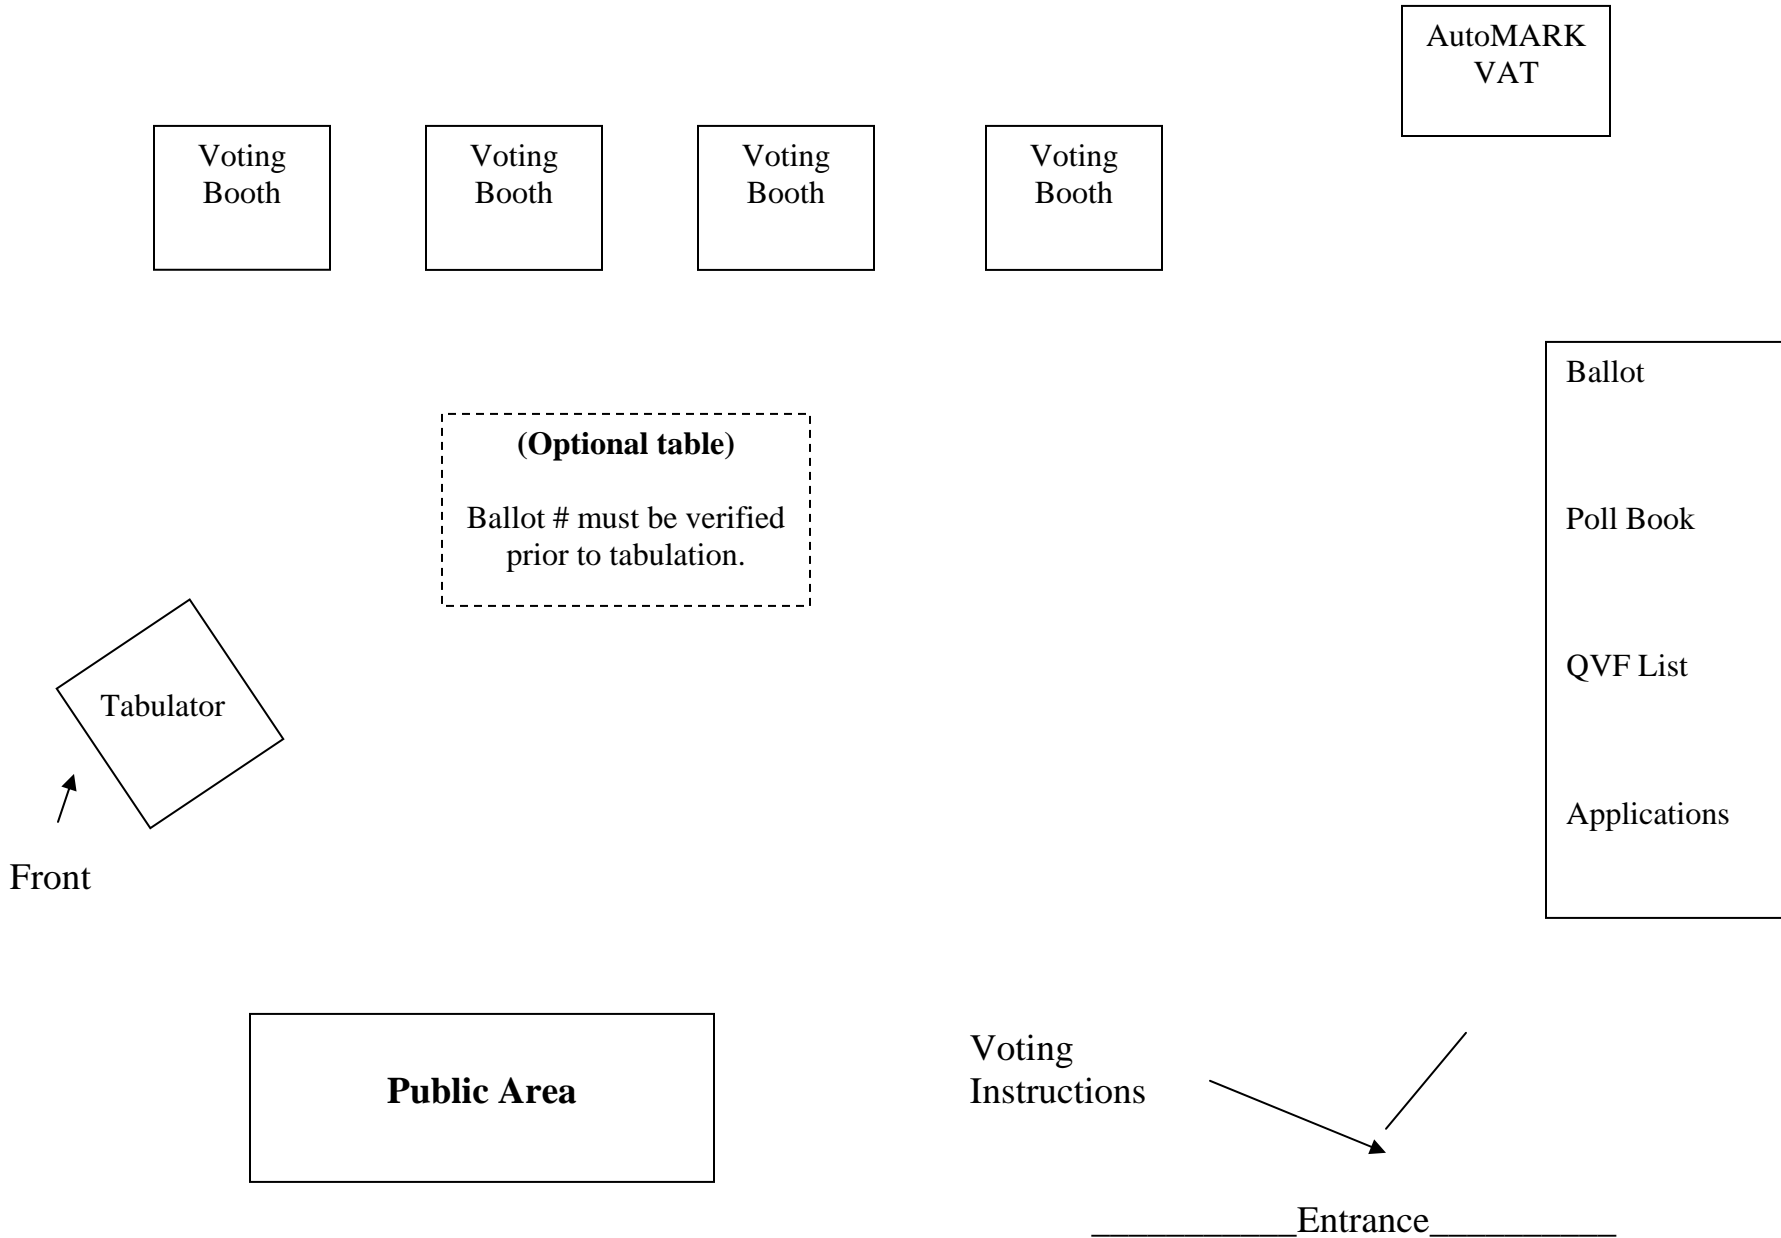 AutoMARK
VAT
Voting
Booth
Voting
Booth
Voting
Booth
Voting
Booth
Ballot
Poll Book
QVF List
Applications
(Optional table)
Ballot # must be verified
prior to tabulation.
Tabulator
Front
Public Area
Voting
Instructions
___________Entrance__________